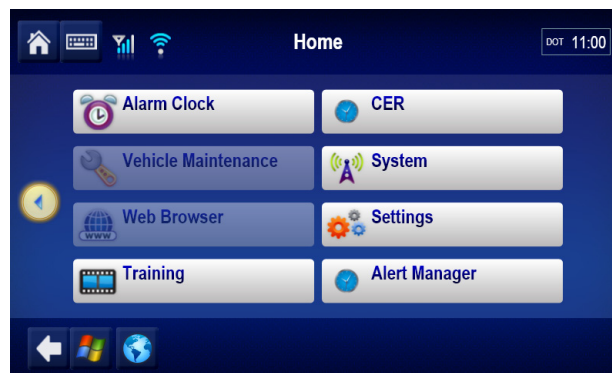 Home
DOT 11:00
Alarm Clock
CER
Vehicle Maintenance
System
Web Browser
WWW
Settings
Training
Alert Manager